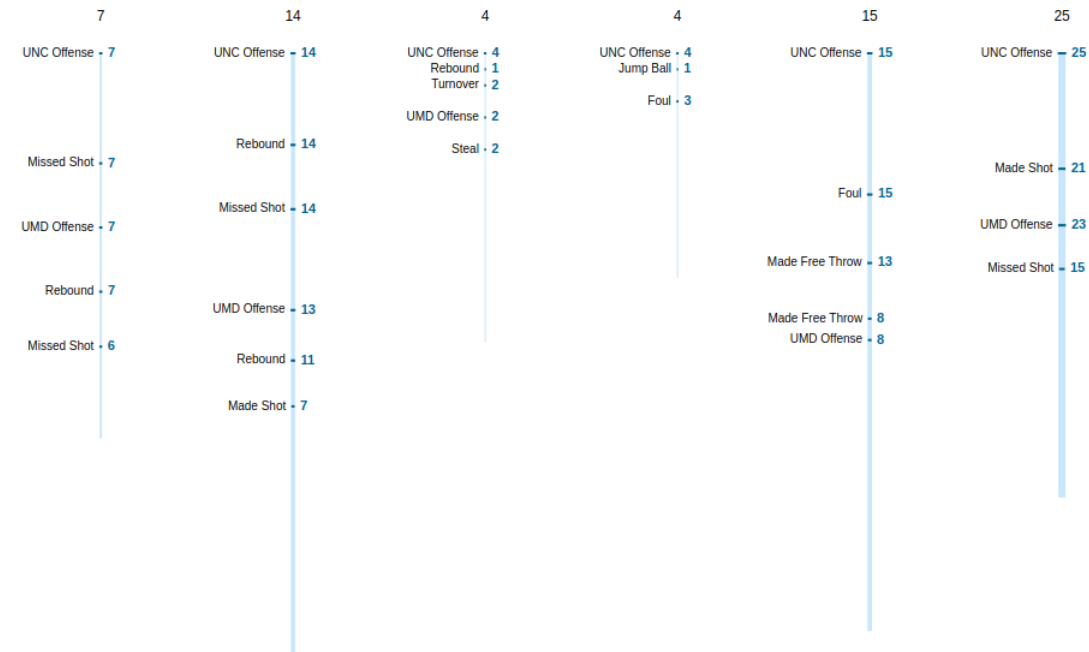 7
UNC Offense 7
Missed Shot 7
UMD Offense 7
Rebound 7
Missed Shot 6
14
UNC Offense 14
Rebound 14
Missed Shot 14
UMD Offense 13
Rebound 11
Made Shot 7
4
UNC Offense 4
Rebound 1
Turnover 2
UMD Offense 2
Steal 2
4
UNC Offense 4
Jump Ball 1
Foul 3
15
UNC Offense 15
Foul 15
Made Free Throw 13
Made Free Throw 8
UMD Offense 8
25
UNC Offense 25
Made Shot 21
UMD Offense 23
Missed Shot 15